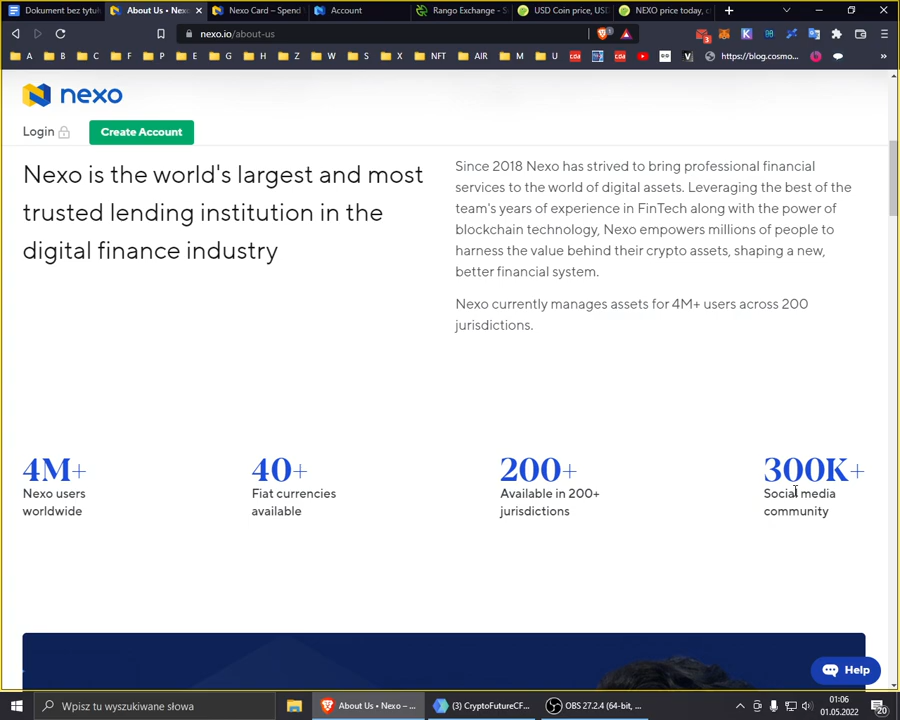 Dokument bez tytułu
About Us • Nexo
Nexo Card – Spend
Account
Rango Exchange - S
USD Coin price, USD
NEXO price today, c
nexo.io/about-us
A
B
C
P
F
E
G
H
Z
W
S
X
NFT
AIR
M
U
https://blog.cosmo...
nexo
Login
Create Account
Nexo is the world's largest and most
trusted lending institution in the
digital finance industry
Since 2018 Nexo has strived to bring professional financial
services to the world of digital assets. Leveraging the best of the
team's years of experience in FinTech along with the power of
blockchain technology, Nexo empowers millions of people to
harness the value behind their crypto assets, shaping a new,
better financial system.
Nexo currently manages assets for 4M+ users across 200
jurisdictions.
4M+
Nexo users
worldwide
40+
Fiat currencies
available
200+
Available in 200+
jurisdictions
300K+
Social media
community
Help
Wpisz tu wyszukiwane słowa
About Us • Nexo – ...
(3) CryptoFutureCF...
OBS 27.2.4 (64-bit, ...
01:06
01.05.2022
20